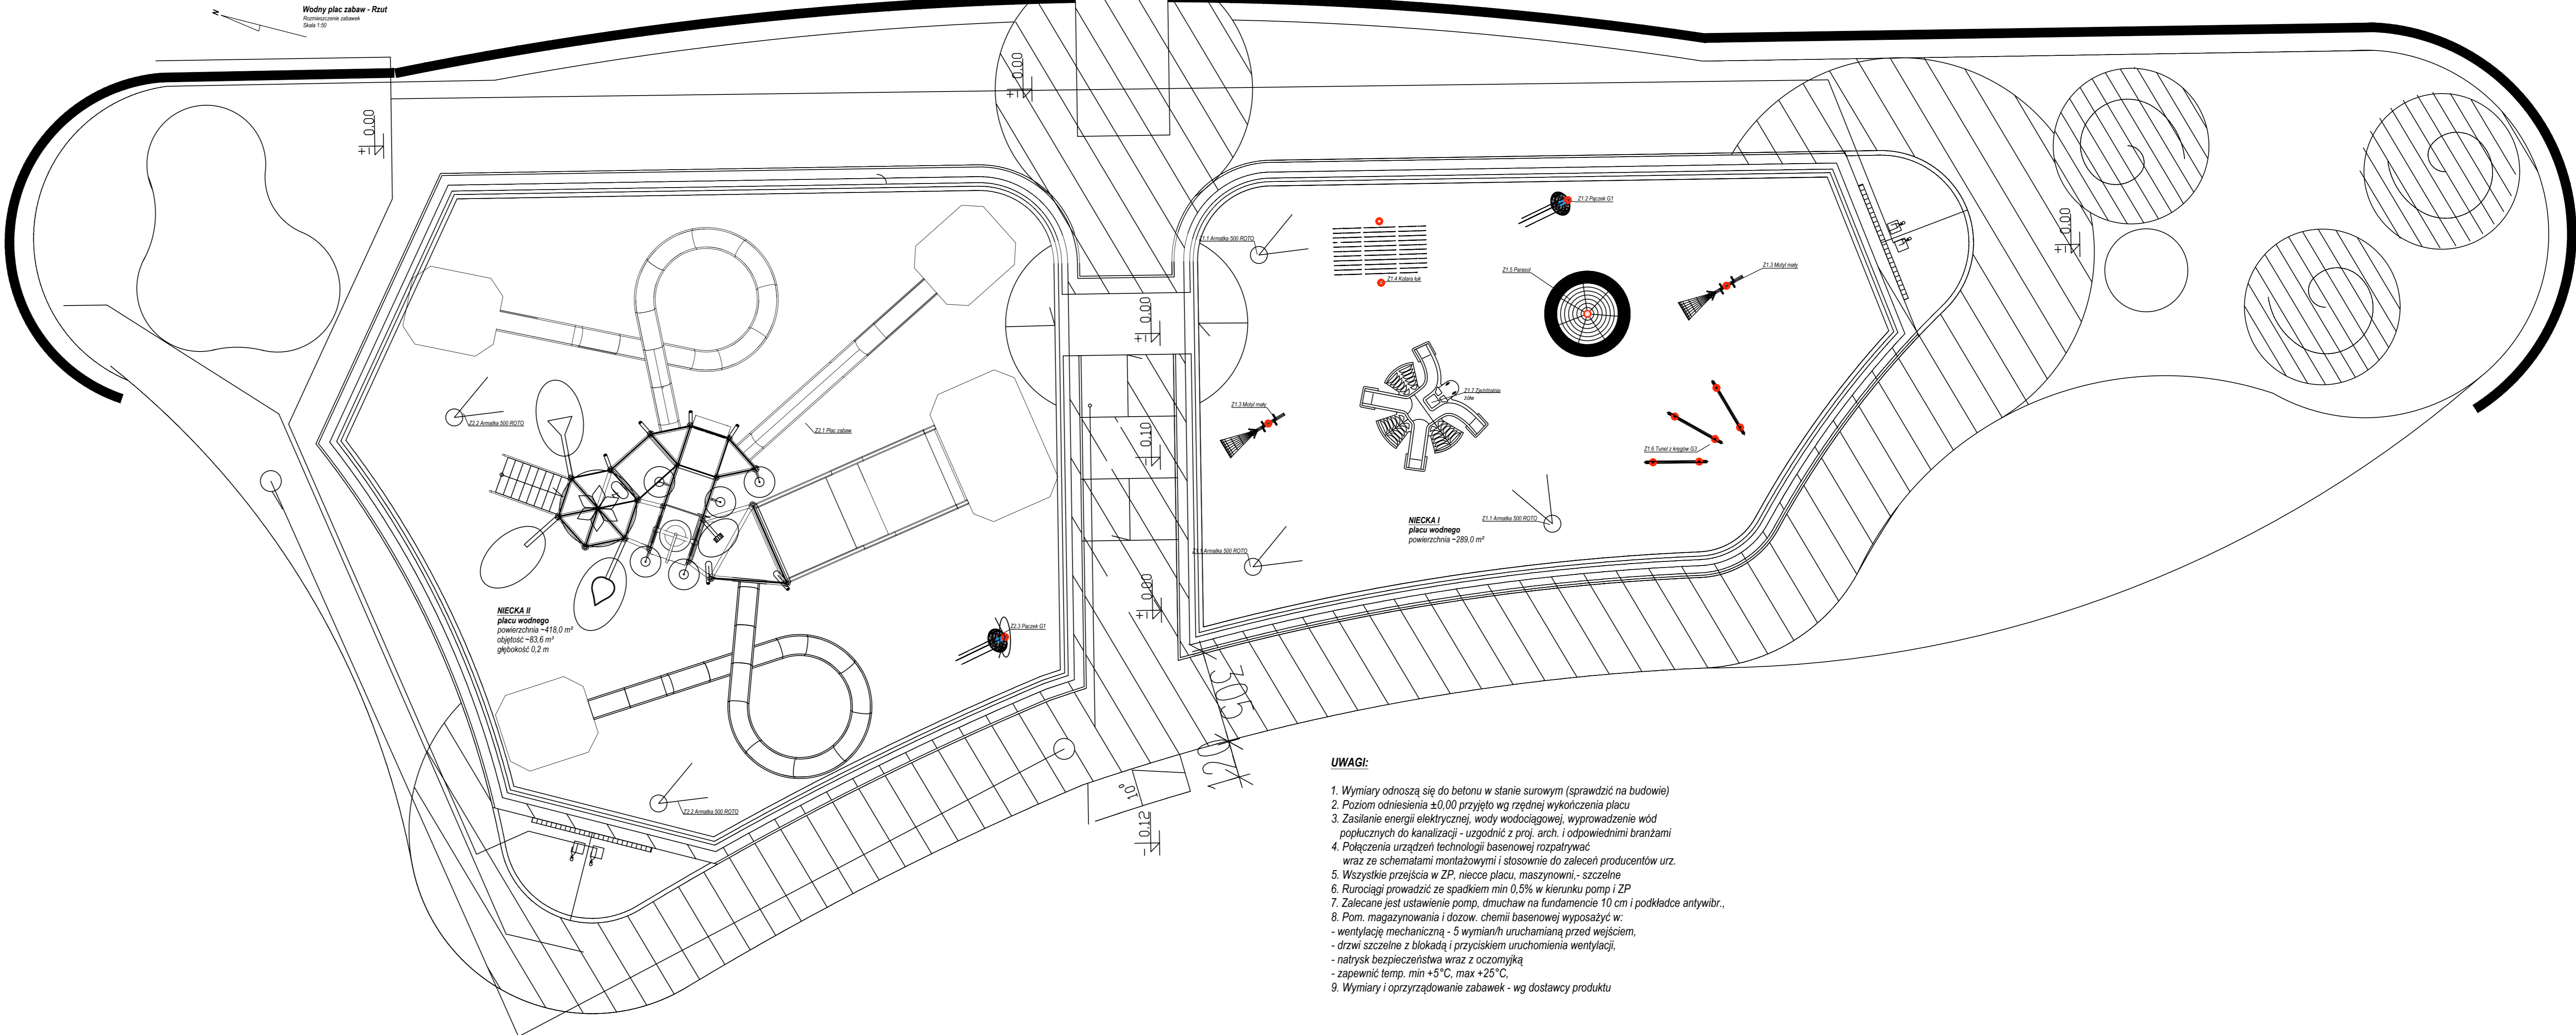 N
Wodny plac zabaw - Rzut
Rozmieszczenie zabawek
Skala 1:50
+- 0.00
+- 0.00
+- 0.00
Z1.2 Pączek G1
Z1.1 Armatka 500 ROTO
Z1.4 Kotara łuk
Z1.5 Parasol
Z1.3 Motyl mały
+- 0.00
Z1.7 Zjeżdżalnia
żółw
Z1.3 Motyl mały
Z2.2 Armatka 500 ROTO
Z2.1 Plac zabaw
- 0.10
Z1.6 Tunel z kręgów G3
NIECKA I
placu wodnego
powierzchnia ~289,0 m²
Z1.1 Armatka 500 ROTO
Z1.1 Armatka 500 ROTO
+- 0.00
NIECKA II
placu wodnego
powierzchnia ~418,0 m²
objętość ~83,6 m³
głębokość 0,2 m
Z2.3 Pączek G1
305
120
10⁸
- 0.12
Z2.2 Armatka 500 ROTO
UWAGI:
1. Wymiary odnoszą się do betonu w stanie surowym (sprawdzić na budowie)
2. Poziom odniesienia ±0,00 przyjęto wg rzędnej wykończenia placu
3. Zasilanie energii elektrycznej, wody wodociągowej, wyprowadzenie wód
popłucznych do kanalizacji - uzgodnić z proj. arch. i odpowiednimi branżami
4. Połączenia urządzeń technologii basenowej rozpatrywać
wraz ze schematami montażowymi i stosownie do zaleceń producentów urz.
5. Wszystkie przejścia w ZP, niecce placu, maszynowni,- szczelne
6. Rurociągi prowadzić ze spadkiem min 0,5% w kierunku pomp i ZP
7. Zalecane jest ustawienie pomp, dmuchaw na fundamencie 10 cm i podkładce antywibr.,
8. Pom. magazynowania i dozow. chemii basenowej wyposażyć w:
- wentylację mechaniczną - 5 wymian/h uruchamianą przed wejściem,
- drzwi szczelne z blokadą i przyciskiem uruchomienia wentylacji,
- natrysk bezpieczeństwa wraz z oczomyjką
- zapewnić temp. min +5°C, max +25°C,
9. Wymiary i oprzyrządowanie zabawek - wg dostawcy produktu